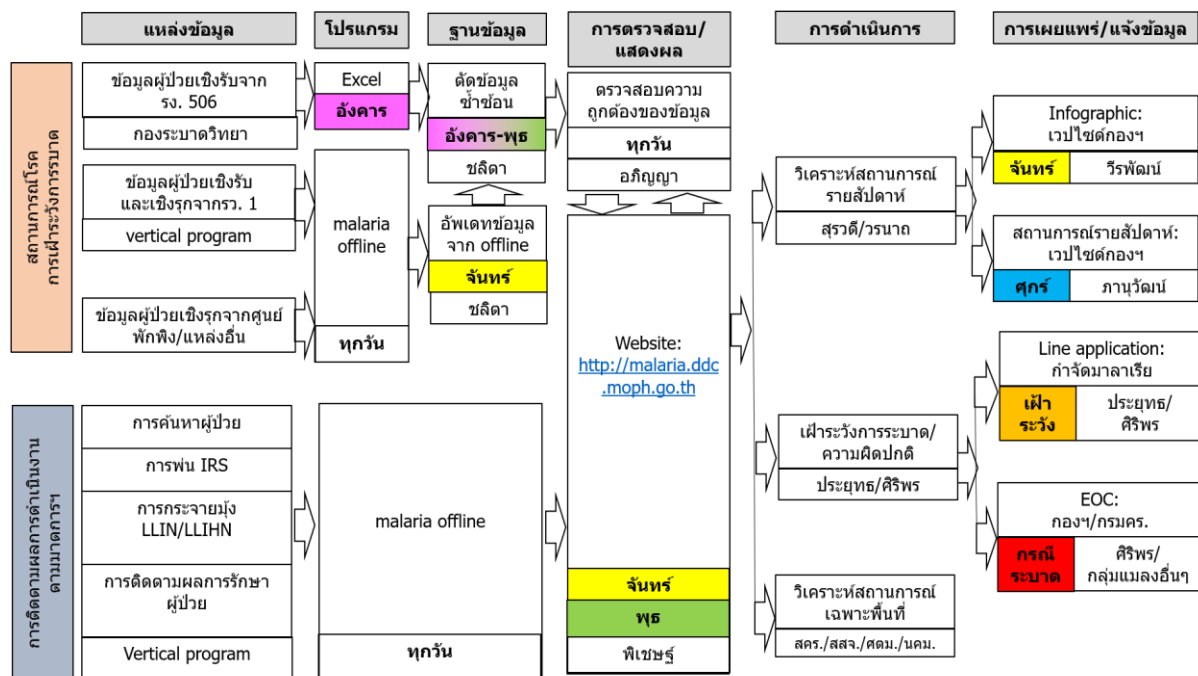 แหล่งข้อมูล
โปรแกรม
ฐานข้อมูล
การตรวจสอบ/
แสดงผล
การดำเนินการ
การเผยแพร่/แจ้งข้อมูล
สถานการณ์โรค
การเฝ้าระวังการระบาด
ข้อมูลผู้ป่วยเชิงรับจาก
รง. 506
กองระบาดวิทยา
ข้อมูลผู้ป่วยเชิงรับ
และเชิงรุกจากรว. 1
vertical program
ข้อมูลผู้ป่วยเชิงรุกจากศูนย์
พักพิง/แหล่งอื่น
Excel
อังคาร
malaria
offline
ทุกวัน
ตัดข้อมูล
ซ้ำซ้อน
อังคาร-พุธ
ชลิดา
อัพเดทข้อมูล
จาก offline
จันทร์
ชลิดา
ตรวจสอบความ
ถูกต้องของข้อมูล
ทุกวัน
อภิญญา
Website:
http://malaria.ddc
.moph.go.th
จันทร์
พุธ
พิเชษฐ์
วิเคราะห์สถานการณ์
รายสัปดาห์
สุรวดี/วรนาถ
Infographic:
เวปไซด์กองฯ
จันทร์
วีรพัฒน์
สถานการณ์รายสัปดาห์:
เวปไซด์กองฯ
ศุกร์
ภานุวัฒน์
การติดตามผลการดำเนินงาน
ตามมาตการฯ
การค้นหาผู้ป่วย
การพ่น IRS
การกระจายมุ้ง
LLIN/LLIHN
การติดตามผลการรักษา
ผู้ป่วย
Vertical program
malaria offline
ทุกวัน
เฝ้าระวังการระบาด/
ความผิดปกติ
ประยุทธ/ศิริพร
Line application:
กำจัดมาลาเรีย
เฝ้า
ระวัง
ประยุทธ/
ศิริพร
EOC:
กองฯ/กรมคร.
กรณี
ระบาด
ศิริพร/
กลุ่มแมลงอื่นๆ
วิเคราะห์สถานการณ์
เฉพาะพื้นที่
สคร./สสจ./ศตม./นคม.